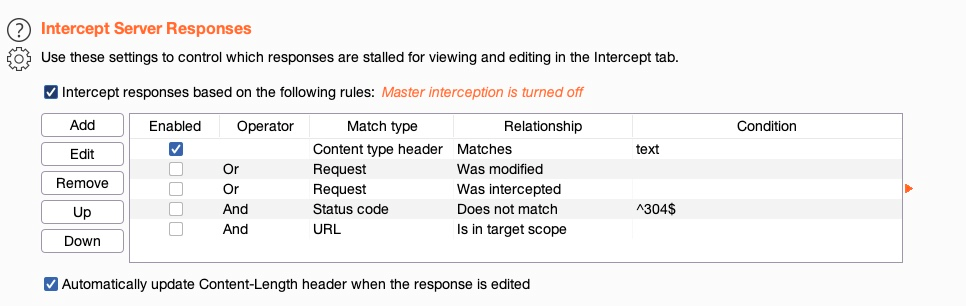 Intercept Server Responses
Use these settings to control which responses are stalled for viewing and editing in the Intercept tab.
Intercept responses based on the following rules: Master interception is turned off
Add
Edit
Remove
Up
Down
Enabled Operator Match type Relationship Condition
Content type header Matches text
Or Request Was modified
Or Request Was intercepted
And Status code Does not match ^304$
And URL Is in target scope
Automatically update Content-Length header when the response is edited